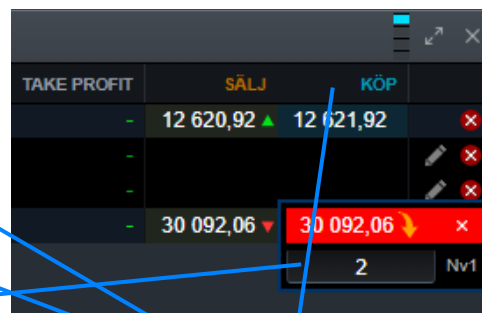 TAKE PROFIT SÄLJ KÖP
- 12 620,92 12 621,92
-
-
- 30 092,06 30 092,06 ×
2 Nv1